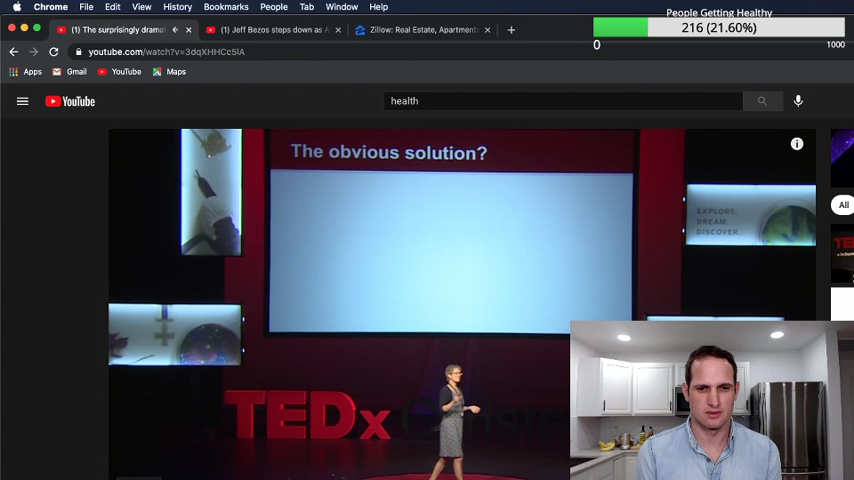 Chrome File Edit View History Bookmarks People Tab Window Help
People Getting Healthy
216 (21.60%)
0 1000
(1) The surprisingly dramat
(1) Jeff Bezos steps down as A
Zillow: Real Estate, Apartment
youtube.com/watch?v=3dqXHHCc5lA
Apps Gmail YouTube Maps
YouTube
health
The obvious solution?
EXPLORE.
DREAM.
DISCOVER.
All
TEDx